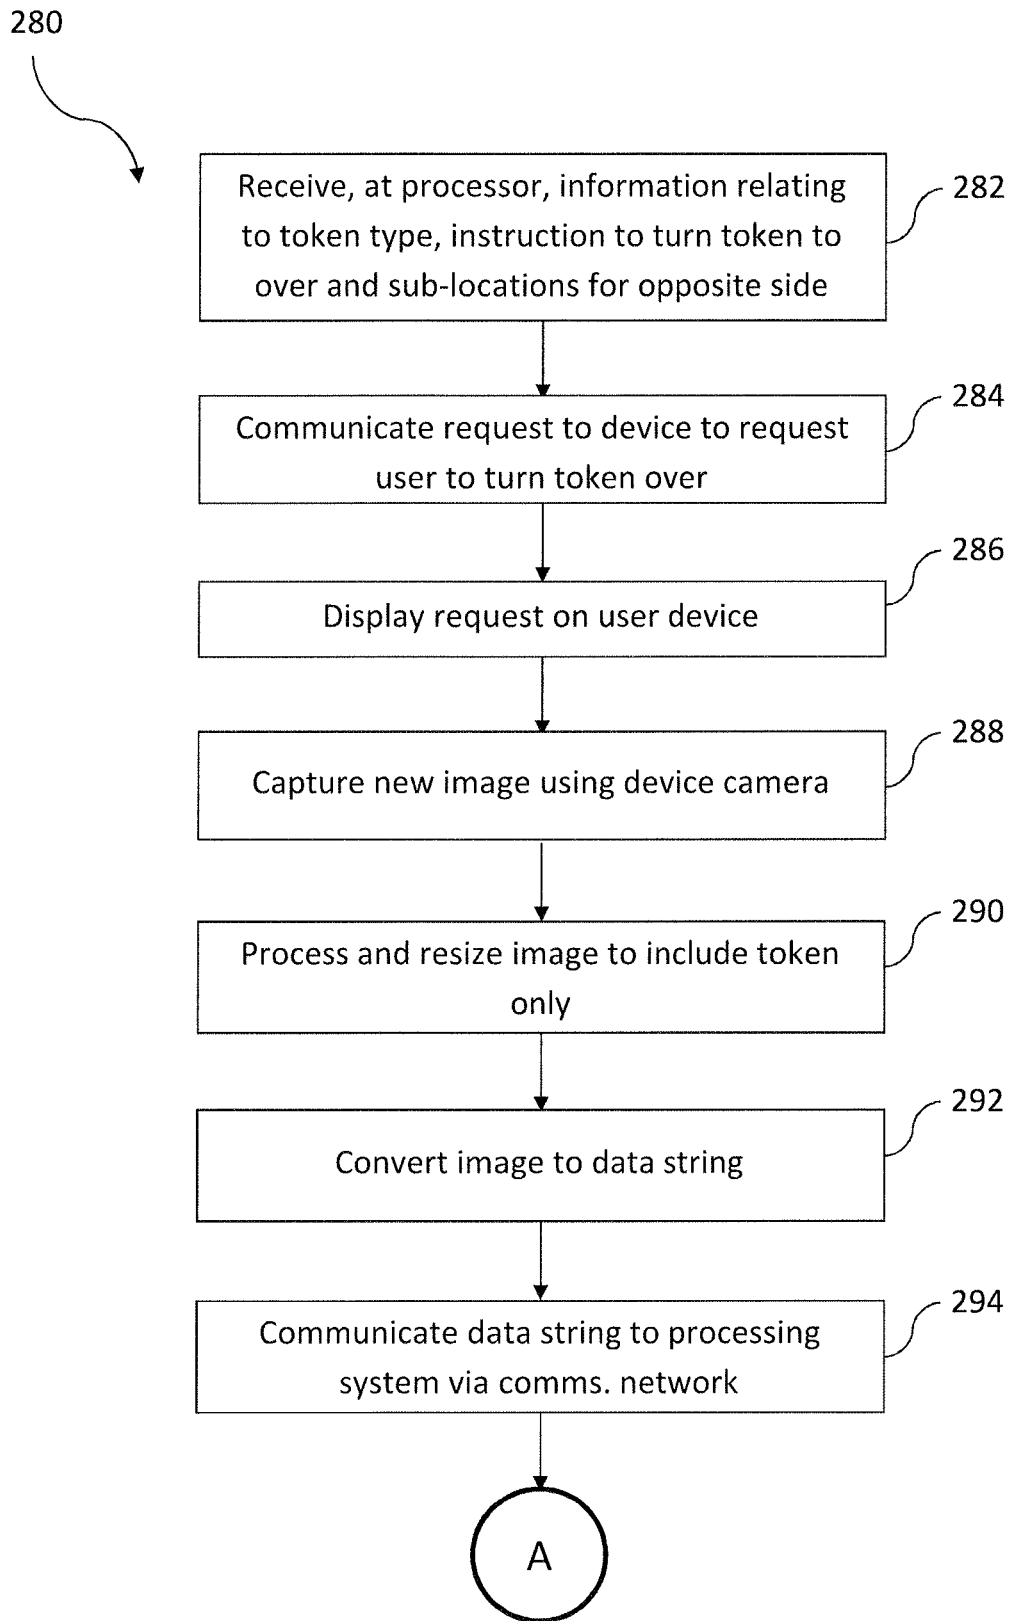 280
Receive, at processor, information relating
to token type, instruction to turn token to
over and sub-locations for opposite side
282
Communicate request to device to request
user to turn token over
284
Display request on user device
286
Capture new image using device camera
288
Process and resize image to include token
only
290
Convert image to data string
292
Communicate data string to processing
system via comms. network
294
A